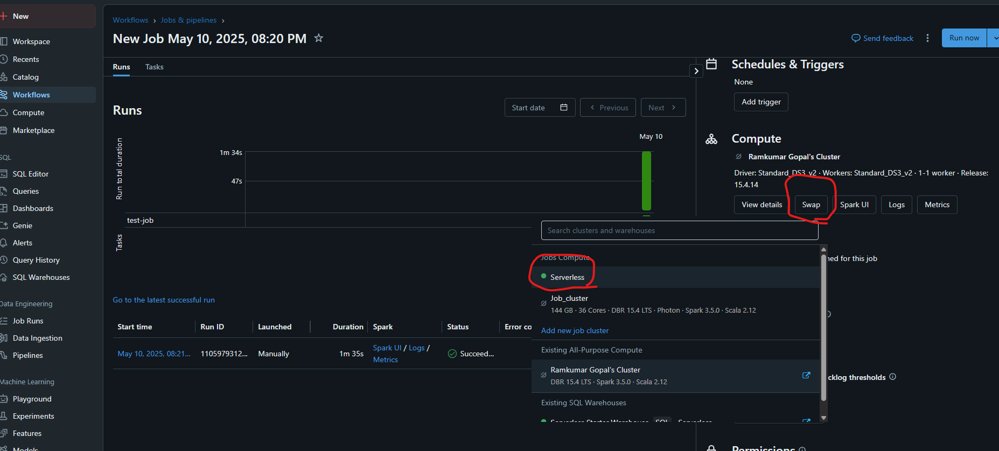 New
Workspace
Recents
Catalog
Workflows
Compute
Marketplace
SQL
SQL Editor
Queries
Dashboards
Genie
Alerts
Query History
SQL Warehouses
Data Engineering
Job Runs
Data Ingestion
Pipelines
Machine Learning
Playground
Experiments
Features
Models
Workflows › Jobs & pipelines ›
New Job May 10, 2025, 08:20 PM
Send feedback
Run now
Runs Tasks
Runs
Start date
Previous
Next
May 10
Run total duration
1m 34s
47s
test-job
Tasks
Go to the latest successful run
Start time Run ID Launched Duration Spark Status Error co
May 10, 2025, 08:21... 1105979312... Manually 1m 35s Spark UI / Logs / Succeed...
Metrics
Schedules & Triggers
None
Add trigger
Compute
Ramkumar Gopal's Cluster
Driver: Standard_DS3_v2 · Workers: Standard_DS3_v2 · 1-1 worker · Release:
15.4.14
View details Swap Spark UI Logs Metrics
Search clusters and warehouses
Jobs Compute
Serverless
Job_cluster
144 GB · 36 Cores · DBR 15.4 LTS · Photon · Spark 3.5.0 · Scala 2.12
Add new job cluster
Existing All-Purpose Compute
Ramkumar Gopal's Cluster
DBR 15.4 LTS · Spark 3.5.0 · Scala 2.12
Existing SQL Warehouses
Serverless Starter Warehouse SQL Serverless
ned for this job
cklog thresholds
Permissions